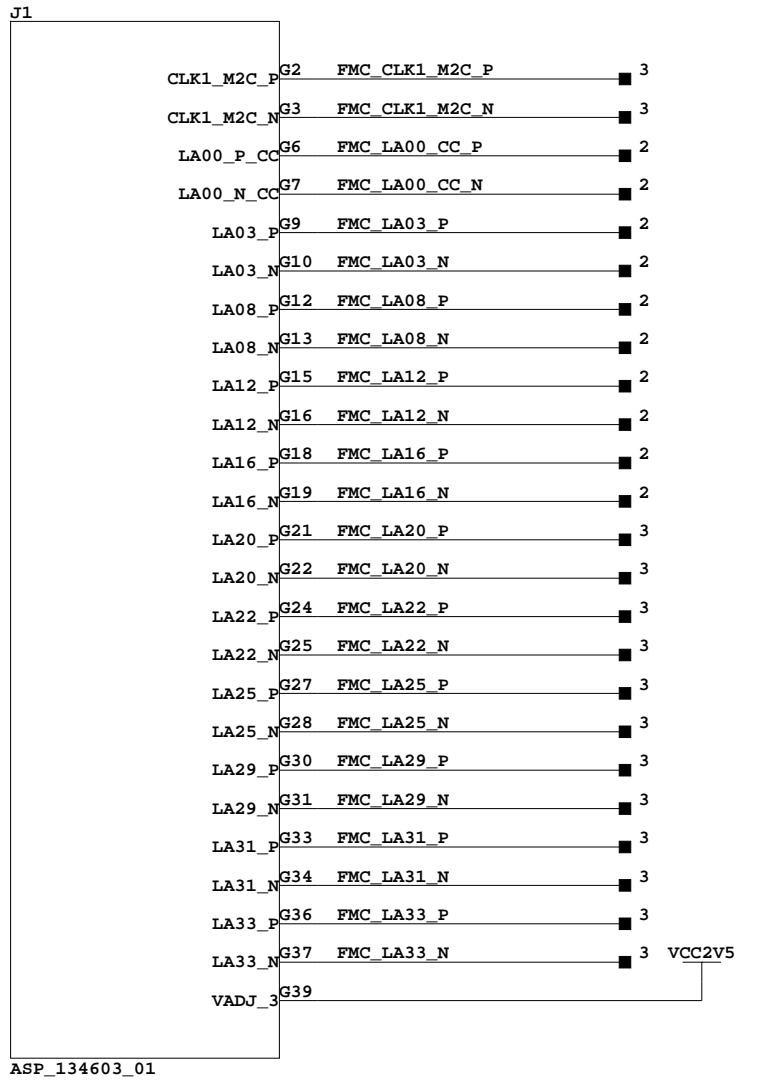 J1
CLK1_M2C_P G2 FMC_CLK1_M2C_P 3
CLK1_M2C_N G3 FMC_CLK1_M2C_N 3
LA00_P_CC G6 FMC_LA00_CC_P 2
LA00_N_CC G7 FMC_LA00_CC_N 2
LA03_P G9 FMC_LA03_P 2
LA03_N G10 FMC_LA03_N 2
LA08_P G12 FMC_LA08_P 2
LA08_N G13 FMC_LA08_N 2
LA12_P G15 FMC_LA12_P 2
LA12_N G16 FMC_LA12_N 2
LA16_P G18 FMC_LA16_P 2
LA16_N G19 FMC_LA16_N 2
LA20_P G21 FMC_LA20_P 3
LA20_N G22 FMC_LA20_N 3
LA22_P G24 FMC_LA22_P 3
LA22_N G25 FMC_LA22_N 3
LA25_P G27 FMC_LA25_P 3
LA25_N G28 FMC_LA25_N 3
LA29_P G30 FMC_LA29_P 3
LA29_N G31 FMC_LA29_N 3
LA31_P G33 FMC_LA31_P 3
LA31_N G34 FMC_LA31_N 3
LA33_P G36 FMC_LA33_P 3
LA33_N G37 FMC_LA33_N 3 VCC2V5
VADJ_3 G39
ASP_134603_01